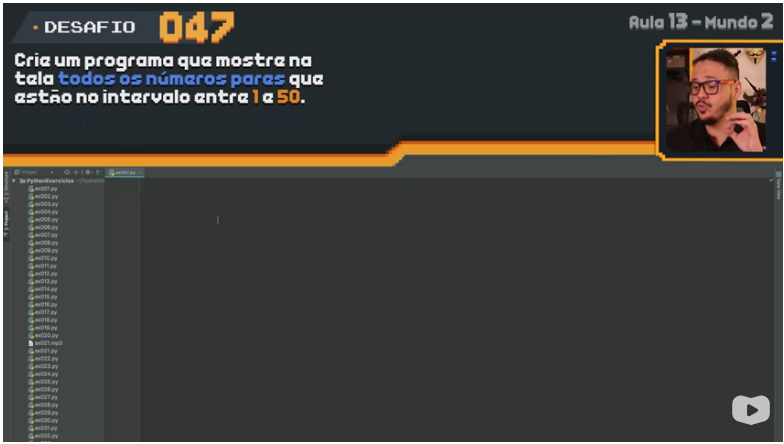 DESAFIO 047
Aula 13 - Mundo 2
Crie um programa que mostre na
tela todos os números pares que
estão no intervalo entre 1 e 50.
Project
ex047.py
PythonExercicios
ex001.py
ex002.py
ex003.py
ex004.py
ex005.py
ex006.py
ex007.py
ex008.py
ex009.py
ex010.py
ex011.py
ex012.py
ex013.py
ex014.py
ex015.py
ex016.py
ex017.py
ex018.py
ex019.py
ex020.py
ex021.mp3
ex021.py
ex022.py
ex023.py
ex024.py
ex025.py
ex026.py
ex027.py
ex028.py
ex029.py
ex030.py
ex031.py
ex032.py